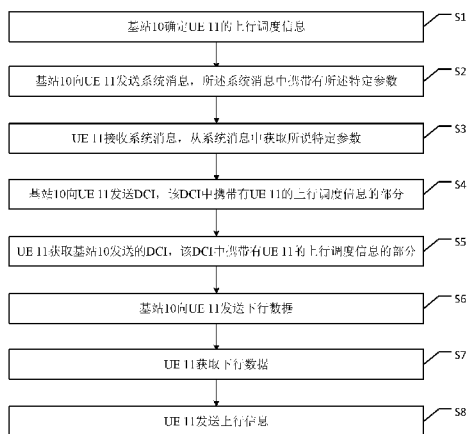 基站10确定UE 11的上行调度信息
S1
基站10向UE 11发送系统消息，所述系统消息中携带有所述特定参数
S2
UE 11接收系统消息，从系统消息中获取所说特定参数
S3
基站10向UE 11发送DCI，该DCI中携带有UE 11的上行调度信息的部分
S4
UE 11获取基站10发送的DCI，该DCI中携带有UE 11的上行调度信息的部分
S5
基站10向UE 11发送下行数据
S6
UE 11获取下行数据
S7
UE 11发送上行信息
S8